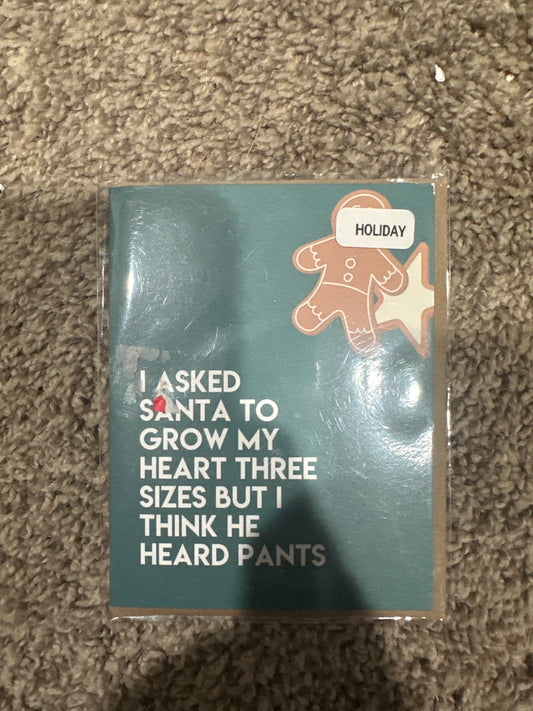 HOLIDAY
I ASKED
SANTA TO
GROW MY
HEART THREE
SIZES BUT I
THINK HE
HEARD PANTS